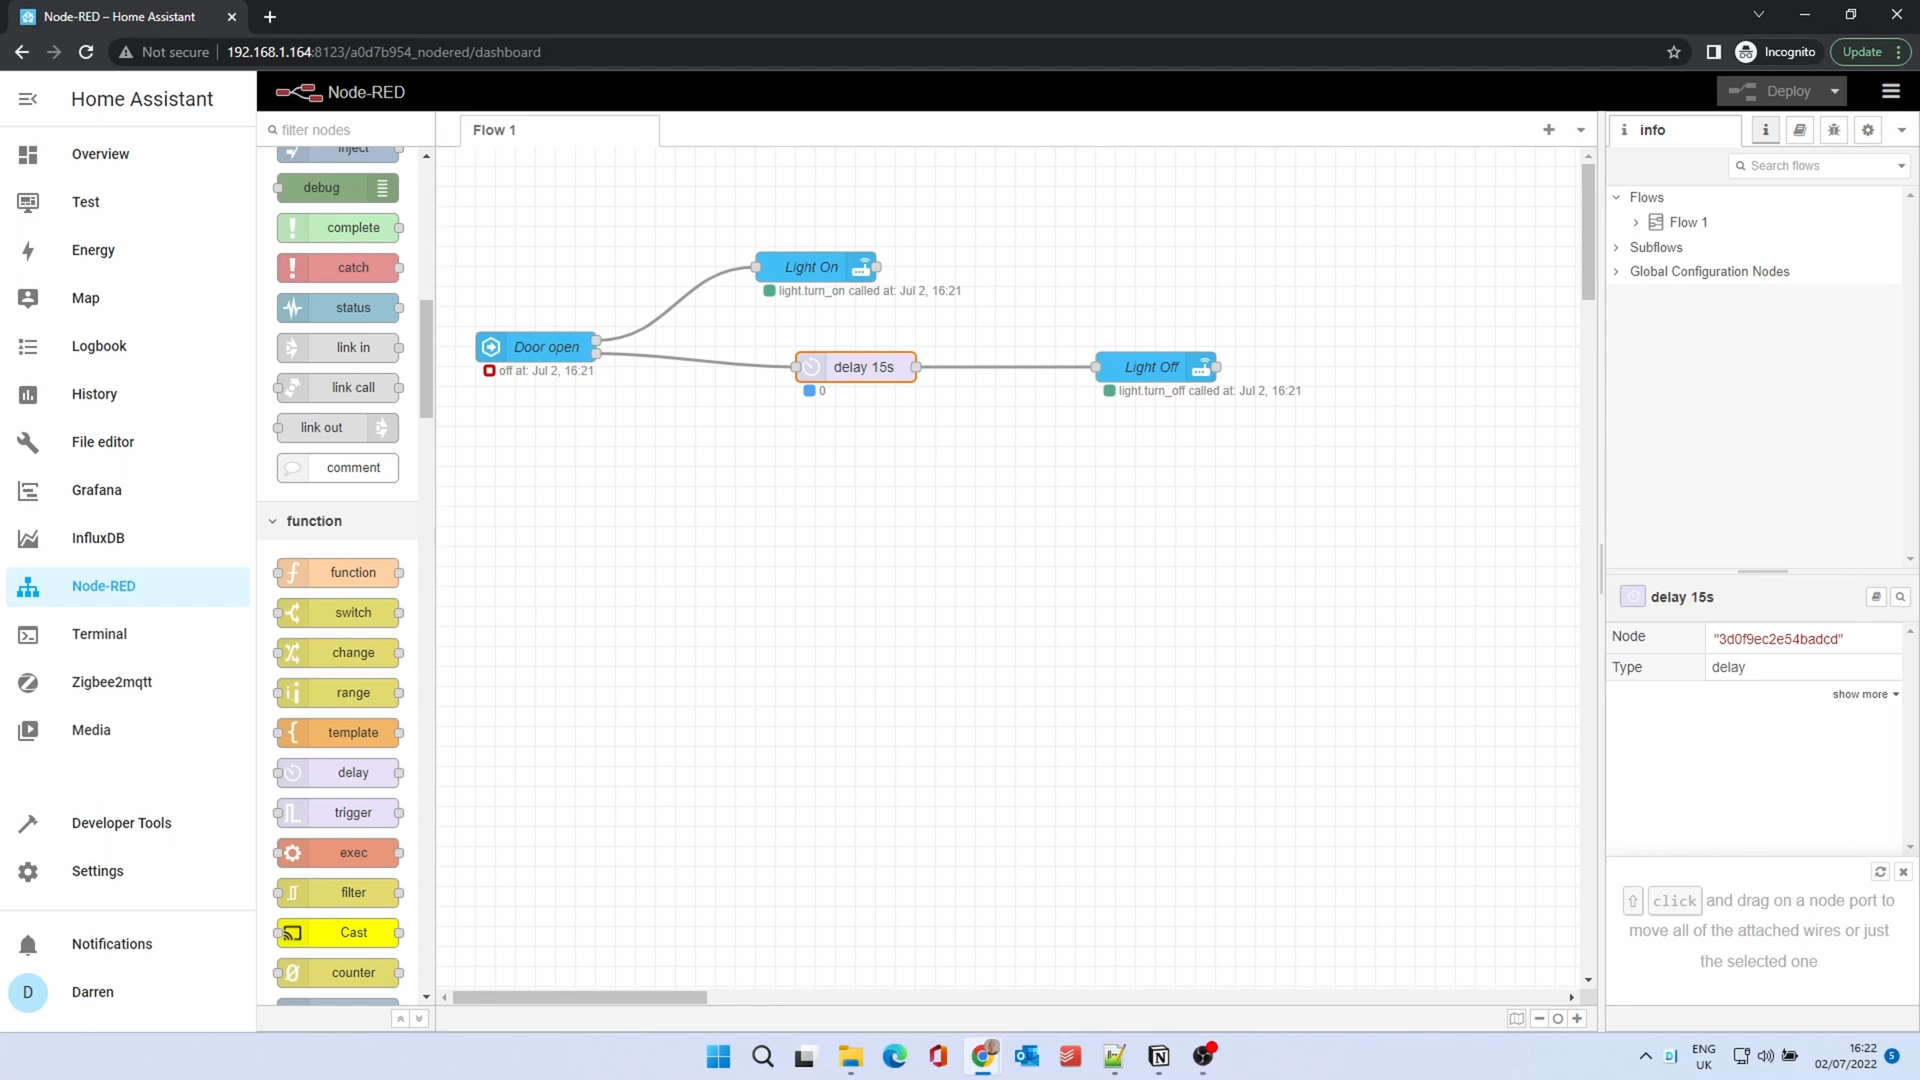 Node-RED – Home Assistant
Not secure
192.168.1.164:8123/a0d7b954_nodered/dashboard
Incognito
Update
Home Assistant
Node-RED
Deploy
Overview
Test
Energy
Map
Logbook
History
File editor
Grafana
InfluxDB
Node-RED
Terminal
Zigbee2mqtt
Media
Developer Tools
Settings
Notifications
D
Darren
filter nodes
inject
debug
complete
catch
status
link in
link call
link out
comment
function
function
switch
change
range
template
delay
trigger
exec
filter
Cast
counter
Flow 1
Light On
light.turn_on called at: Jul 2, 16:21
Door open
off at: Jul 2, 16:21
delay 15s
0
Light Off
light.turn_off called at: Jul 2, 16:21
info
Search flows
Flows
Flow 1
Subflows
Global Configuration Nodes
delay 15s
Node "3d0f9ec2e54badcd"
Type delay
show more
click and drag on a node port to
move all of the attached wires or just
the selected one
ENG
UK
16:22
02/07/2022
5